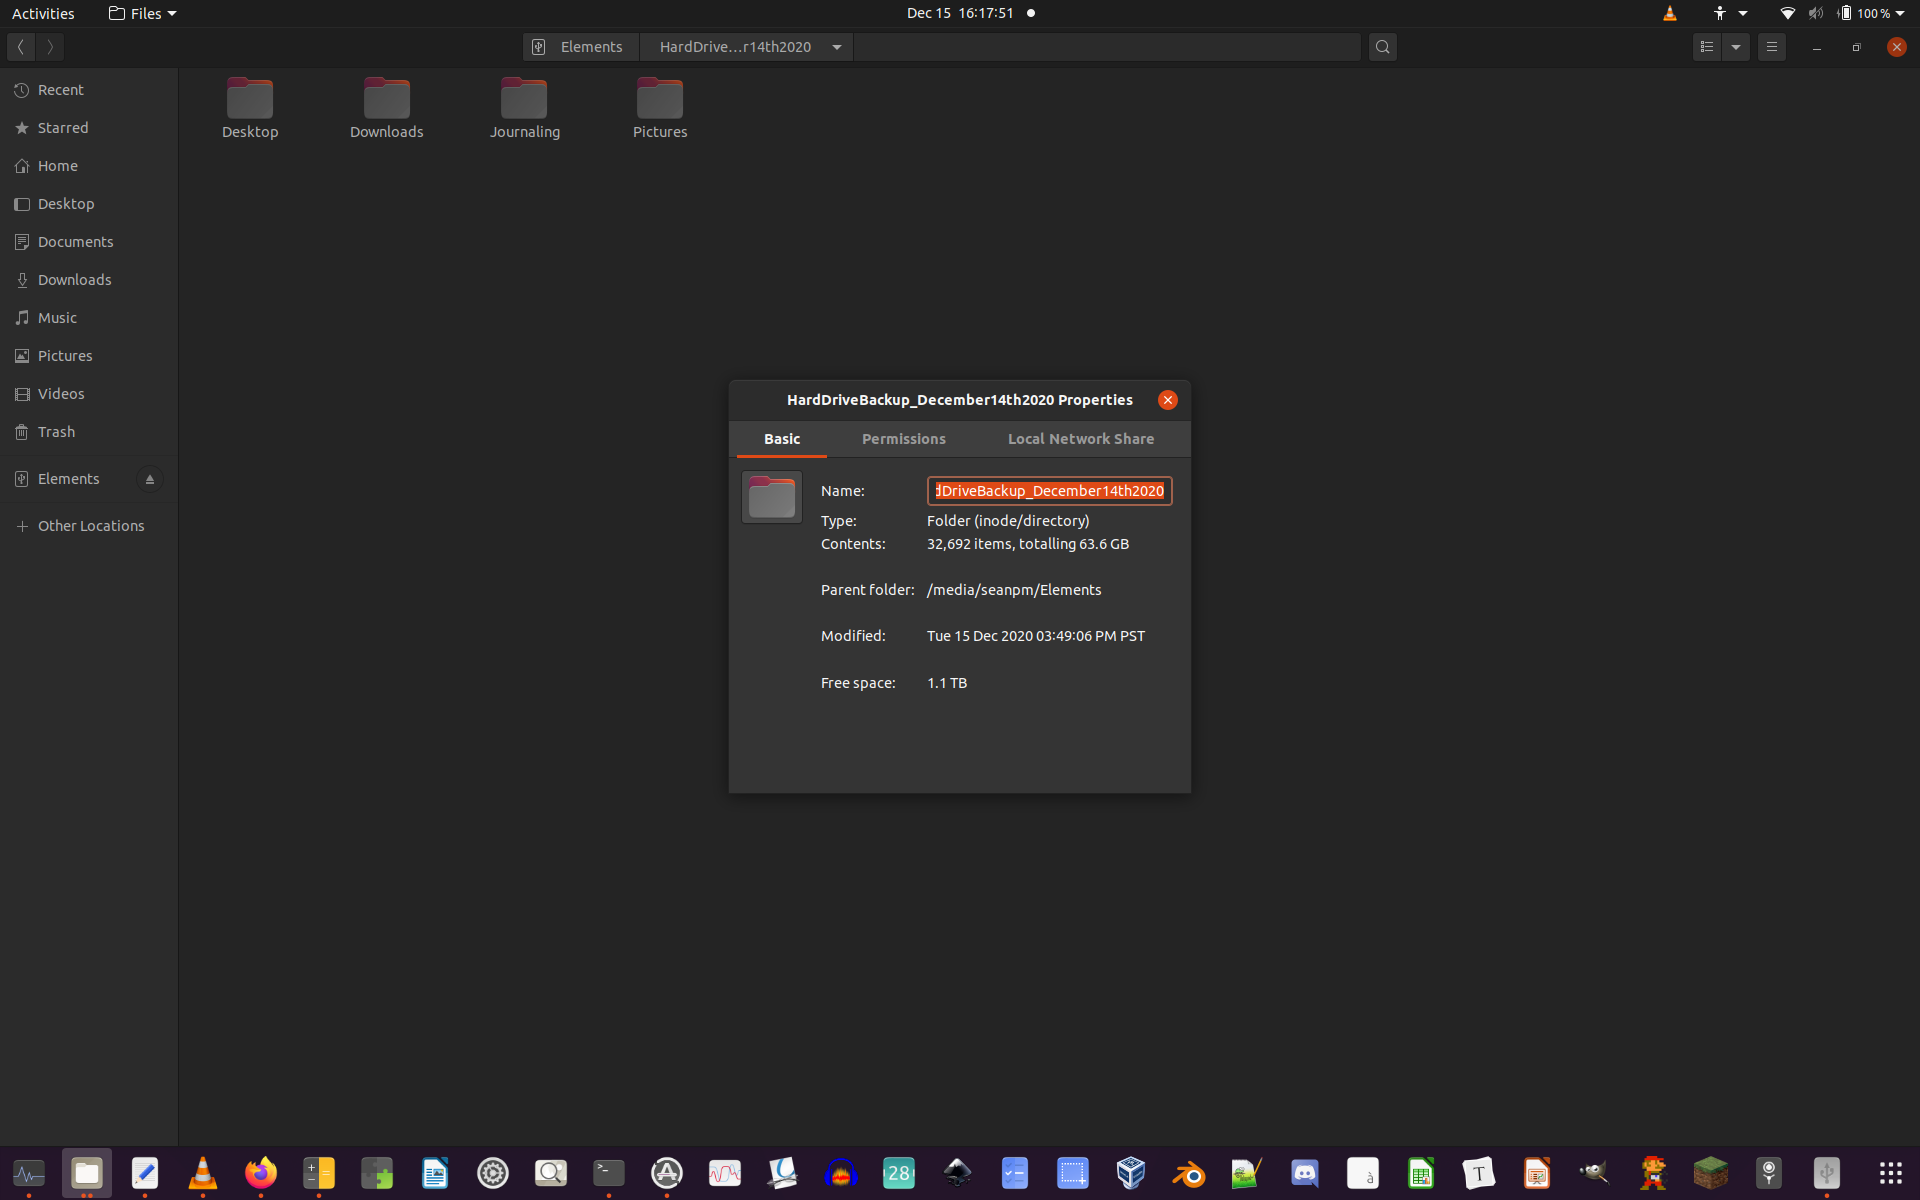 Activities
Files
Dec 15 16:17:51
100 %
Elements
HardDrive...r14th2020
Recent
Starred
Home
Desktop
Documents
Downloads
Music
Pictures
Videos
Trash
Elements
Other Locations
Desktop
Downloads
Journaling
Pictures
HardDriveBackup_December14th2020 Properties
Basic
Permissions
Local Network Share
Name:
dDriveBackup_December14th2020
Type:
Folder (inode/directory)
Contents:
32,692 items, totalling 63.6 GB
Parent folder:
/media/seanpm/Elements
Modified:
Tue 15 Dec 2020 03:49:06 PM PST
Free space:
1.1 TB
28
à
T